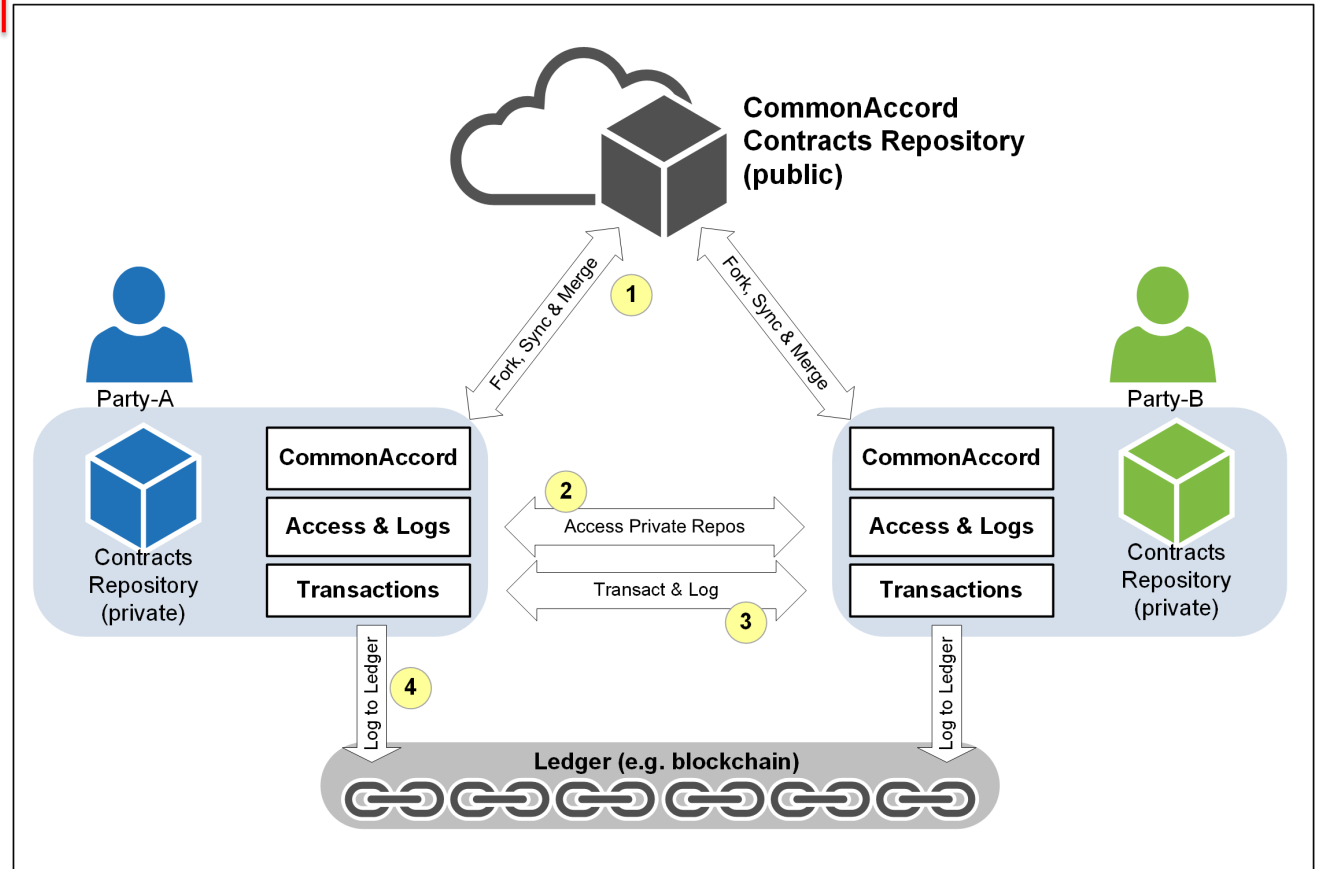 CommonAccord
Contracts Repository
(public)
Fork, Sync & Merge
1
Fork, Sync & Merge
Party-A
Party-B
CommonAccord
Access & Logs
Transactions
Contracts
Repository
(private)
2
Access Private Repos
Transact & Log
3
CommonAccord
Access & Logs
Transactions
Contracts
Repository
(private)
Log to Ledger
4
Log to Ledger
Ledger (e.g. blockchain)